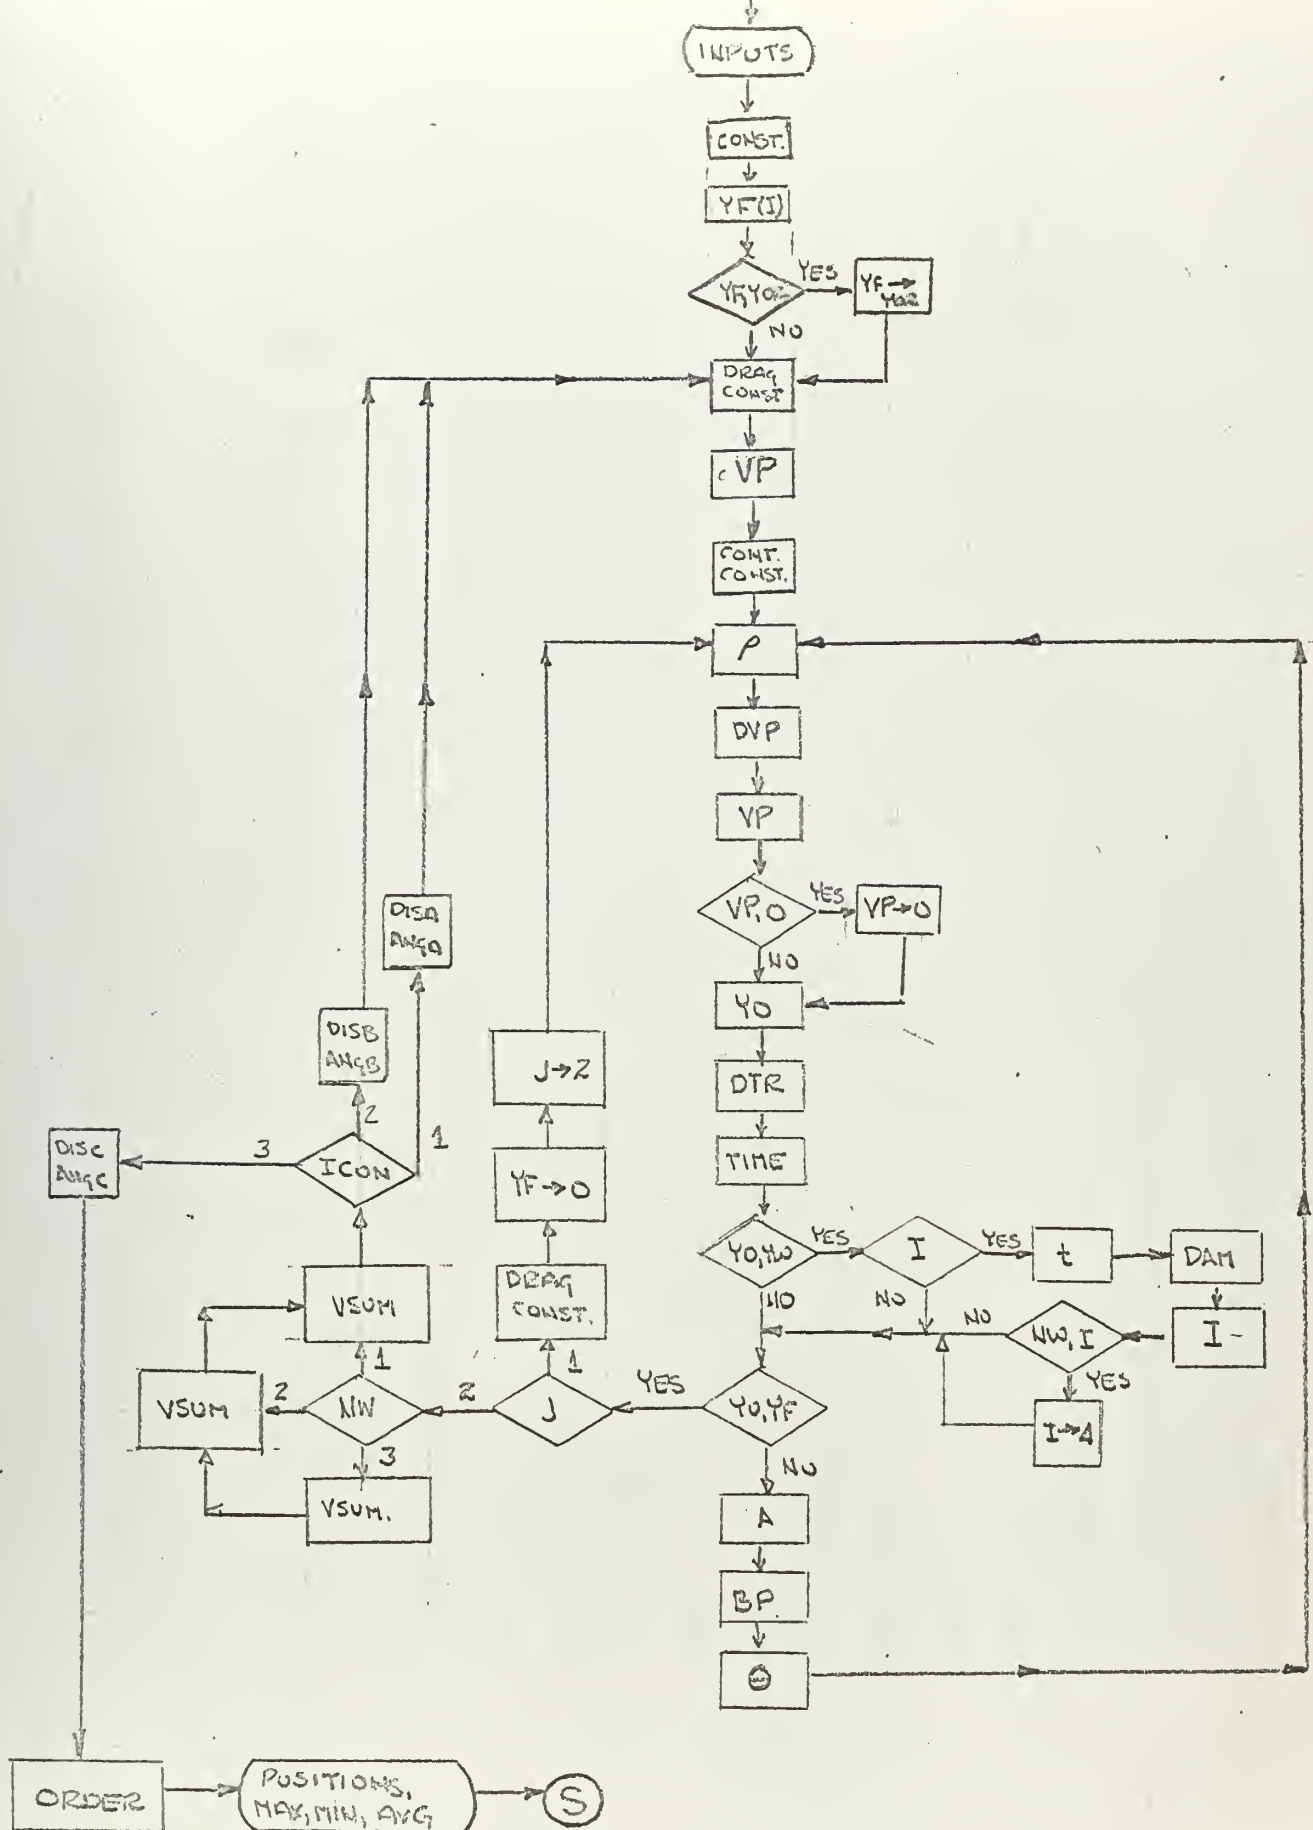 INPUTS
CONST.
YF(I)
YF,YOR
YES
YF→
YOR
NO
DRAG
CONST
VP
CONT.
CONST.
ρ
DVP
VP
VP,0
YES
VP→0
NO
YO
DTR
TIME
YO,YW
YES
I
YES
t
DAM
NO
NO
I -
NW,I
NO
YES
I→4
YO,YF
YES
NO
A
BP
Θ
J
1
2
DRAG
CONST.
YF→0
J→2
NW
1
2
3
VSUM
VSUM
VSUM.
ICON
1
2
3
DISA
ANGA
DISB
ANGB
DISC
ANGC
ORDER
POSITIONS,
MAX, MIN, AVG
S